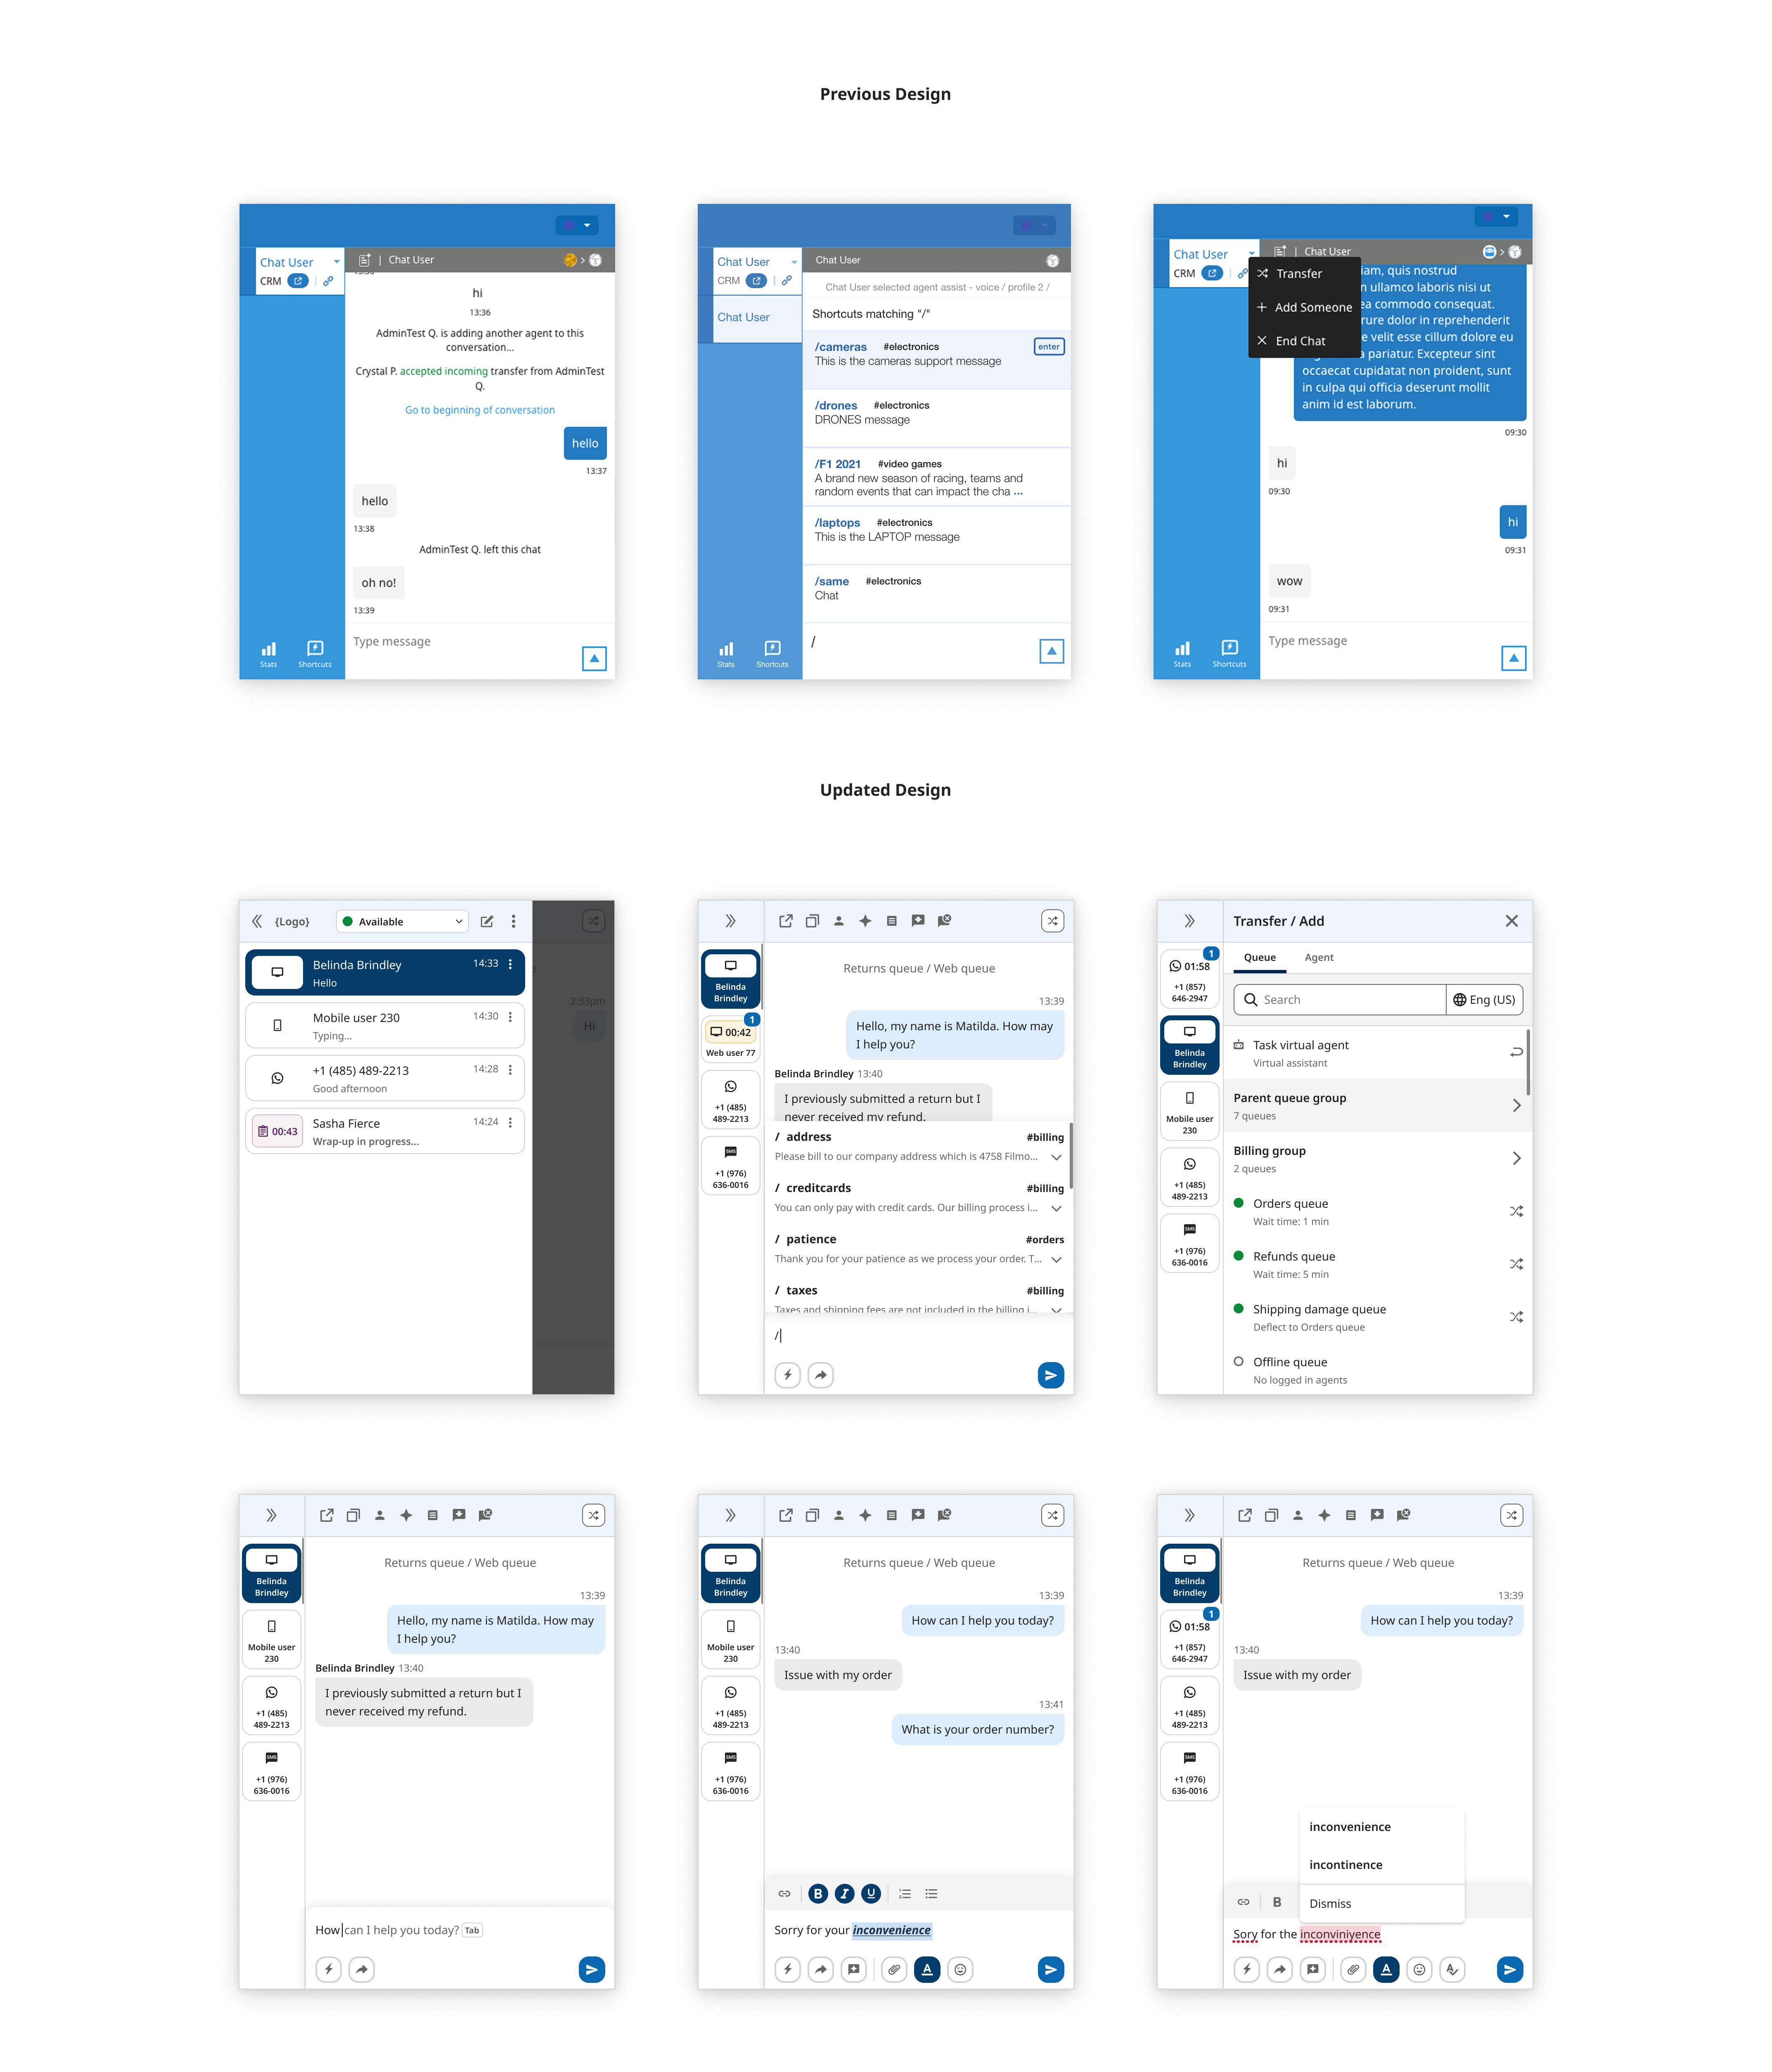 Previous Design
Chat User
CRM
Chat User
13:36
hi
13:36
AdminTest Q. is adding another agent to this
conversation...
Crystal P. accepted incoming transfer from AdminTest
Q.
Go to beginning of conversation
hello
13:37
hello
13:38
AdminTest Q. left this chat
oh no!
13:39
Stats
Shortcuts
Type message
Chat User
CRM
Chat User
Chat User
Chat User selected agent assist - voice / profile 2 /
Shortcuts matching "/"
/cameras #electronics
enter
This is the cameras support message
/drones #electronics
DRONES message
/F1 2021 #video games
A brand new season of racing, teams and
random events that can impact the cha ...
/laptops #electronics
This is the LAPTOP message
/same #electronics
Chat
Stats
Shortcuts
/
Chat User
CRM
Chat User
Transfer
Add Someone
End Chat
iam, quis nostrud
n ullamco laboris nisi ut
ea commodo consequat.
rure dolor in reprehenderit
e velit esse cillum dolore eu
a pariatur. Excepteur sint
occaecat cupidatat non proident, sunt
in culpa qui officia deserunt mollit
anim id est laborum.
09:30
hi
09:30
hi
09:31
wow
09:31
Stats
Shortcuts
Type message
Updated Design
{Logo}
Available
Belinda Brindley
14:33
Hello
Mobile user 230
14:30
Typing...
+1 (485) 489-2213
14:28
Good afternoon
00:43
Sasha Fierce
14:24
Wrap-up in progress...
2:33pm
Hi
Belinda
Brindley
1
00:42
Web user 77
+1 (485)
489-2213
SMS
+1 (976)
636-0016
Returns queue / Web queue
13:39
Hello, my name is Matilda. How may
I help you?
Belinda Brindley 13:40
I previously submitted a return but I
never received my refund.
/ address #billing
Please bill to our company address which is 4758 Filmo...
/ creditcards #billing
You can only pay with credit cards. Our billing process i...
/ patience #orders
Thank you for your patience as we process your order. T...
/ taxes #billing
Taxes and shipping fees are not included in the billing i...
/
1
01:58
+1 (857)
646-2947
Belinda
Brindley
Mobile user
230
+1 (485)
489-2213
SMS
+1 (976)
636-0016
Transfer / Add
Queue
Agent
Search
Eng (US)
Task virtual agent
Virtual assistant
Parent queue group
7 queues
Billing group
2 queues
Orders queue
Wait time: 1 min
Refunds queue
Wait time: 5 min
Shipping damage queue
Deflect to Orders queue
Offline queue
No logged in agents
Belinda
Brindley
Mobile user
230
+1 (485)
489-2213
SMS
+1 (976)
636-0016
Returns queue / Web queue
13:39
Hello, my name is Matilda. How may
I help you?
Belinda Brindley 13:40
I previously submitted a return but I
never received my refund.
How can I help you today? Tab
Belinda
Brindley
Mobile user
230
+1 (485)
489-2213
SMS
+1 (976)
636-0016
Returns queue / Web queue
13:39
How can I help you today?
13:40
Issue with my order
13:41
What is your order number?
B I U
Sorry for your inconvenience
A
Belinda
Brindley
1
01:58
+1 (857)
646-2947
+1 (485)
489-2213
SMS
+1 (976)
636-0016
Returns queue / Web queue
13:39
How can I help you today?
13:40
Issue with my order
inconvenience
incontinence
Dismiss
B
Sory for the inconviniyence
A